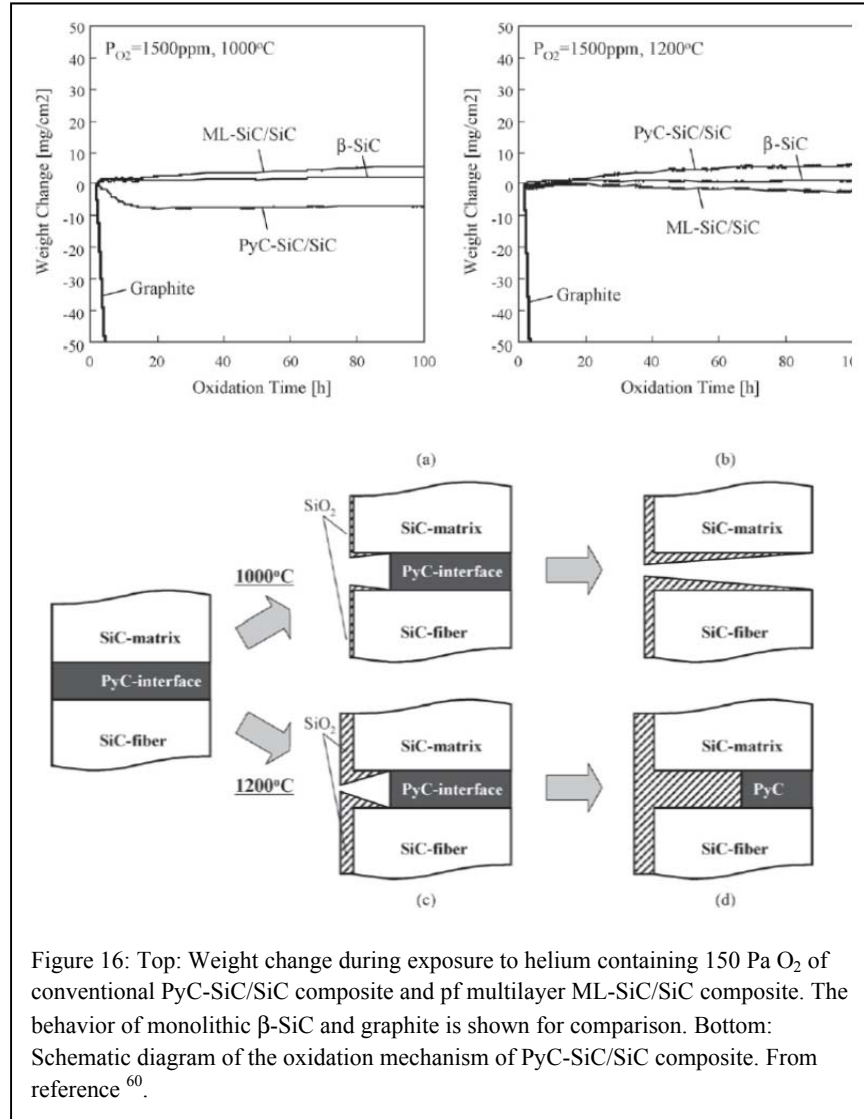 50
40
30
20
10
0
-10
-20
-30
-40
-50
Weight Change [mg/cm2]
P_O2=1500ppm, 1000°C
ML-SiC/SiC
β-SiC
PyC-SiC/SiC
Graphite
0 20 40 60 80 100
Oxidation Time [h]
50
40
30
20
10
0
-10
-20
-30
-40
-50
Weight Change [mg/cm2]
P_O2=1500ppm, 1200°C
PyC-SiC/SiC
β-SiC
ML-SiC/SiC
Graphite
0 20 40 60 80 100
Oxidation Time [h]
SiC-matrix
PyC-interface
SiC-fiber
1000°C
1200°C
(a)
SiO2
SiC-matrix
PyC-interface
SiC-fiber
(b)
SiC-matrix
SiC-fiber
SiO2
SiC-matrix
PyC-interface
SiC-fiber
(c)
SiC-matrix
PyC
SiC-fiber
(d)
Figure 16: Top: Weight change during exposure to helium containing 150 Pa O2 of
conventional PyC-SiC/SiC composite and pf multilayer ML-SiC/SiC composite. The
behavior of monolithic β-SiC and graphite is shown for comparison. Bottom:
Schematic diagram of the oxidation mechanism of PyC-SiC/SiC composite. From
reference 60.